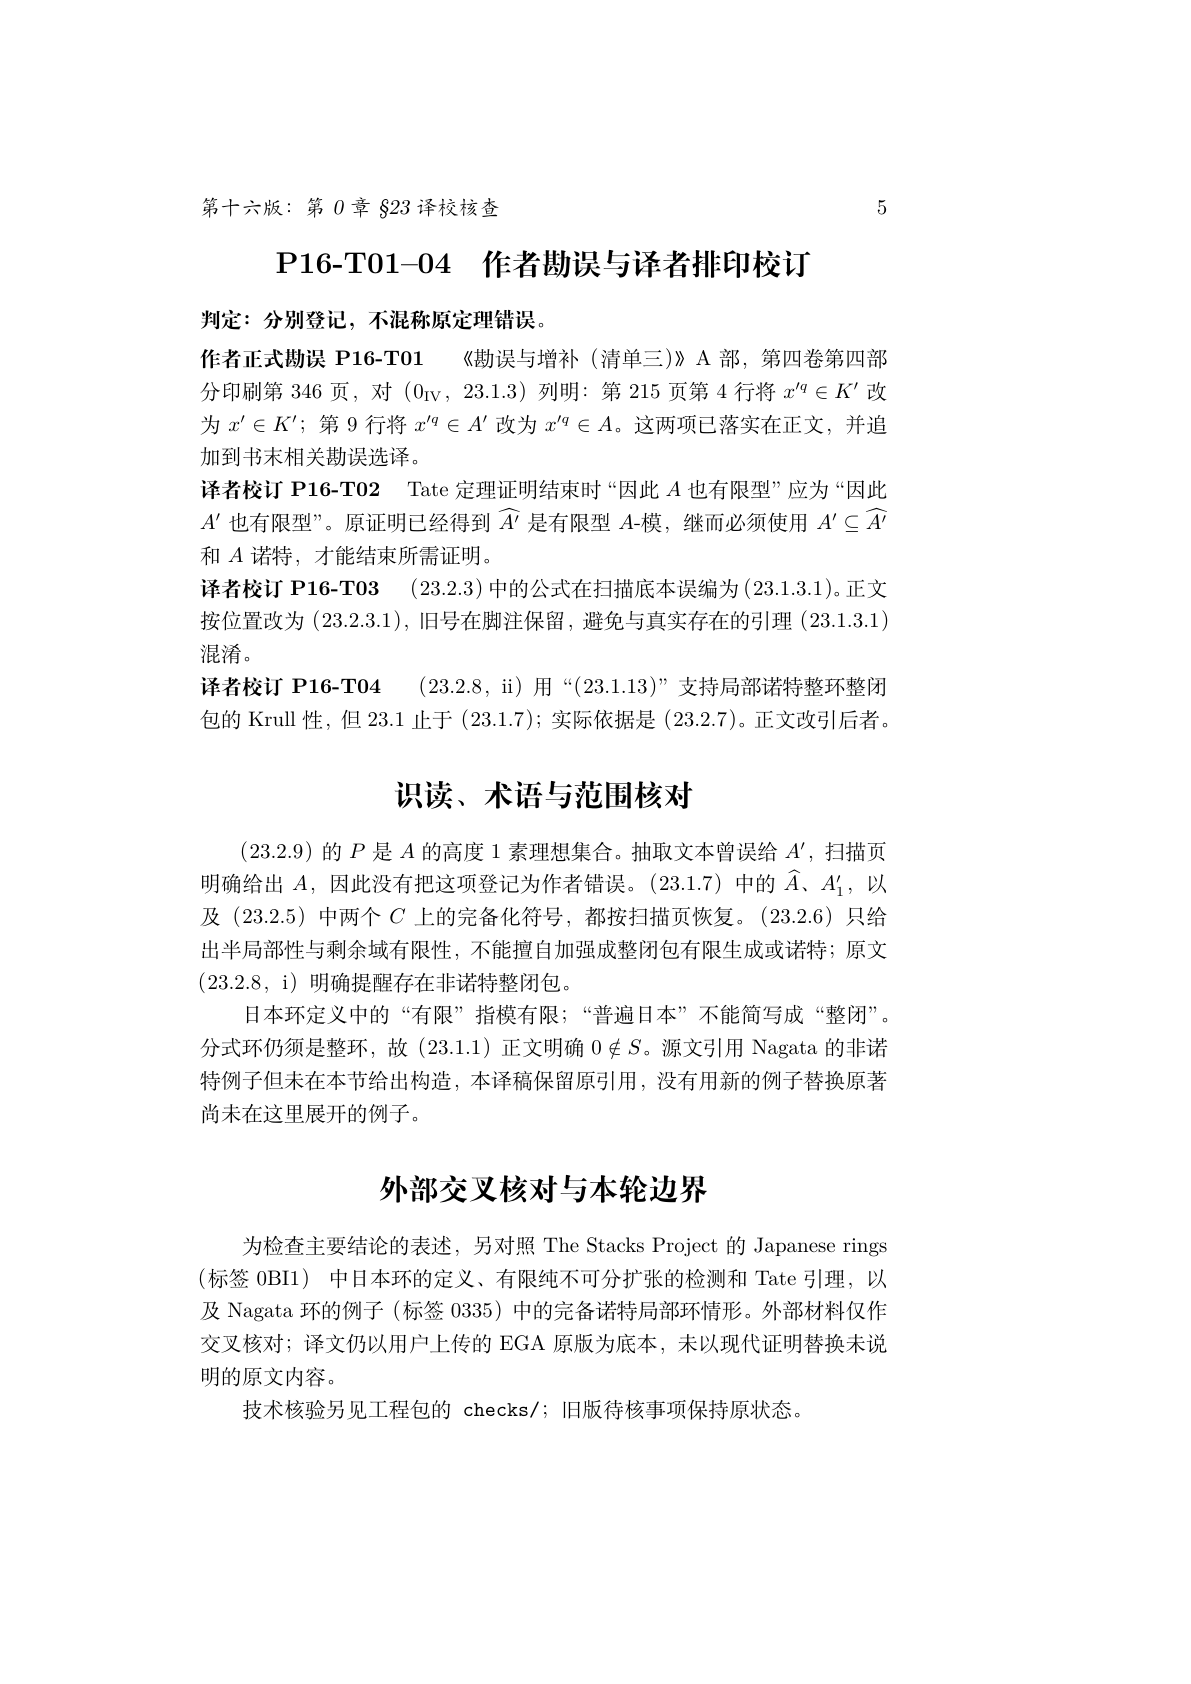 第十六版：第 0 章 §23 译校核查 5
P16-T01–04 作者勘误与译者排印校订
判定：分别登记，不混称原定理错误。
作者正式勘误 P16-T01 《勘误与增补（清单三）》A 部，第四卷第四部
分印刷第 346 页，对（0_IV，23.1.3）列明：第 215 页第 4 行将 x′^q ∈ K′ 改
为 x′ ∈ K′；第 9 行将 x′^q ∈ A′ 改为 x′^q ∈ A。这两项已落实在正文，并追
加到书末相关勘误选译。
译者校订 P16-T02 Tate 定理证明结束时 “因此 A 也有限型” 应为 “因此
A′ 也有限型”。原证明已经得到 \widehat{A′} 是有限型 A-模，继而必须使用 A′ ⊆ \widehat{A′}
和 A 诺特，才能结束所需证明。
译者校订 P16-T03 （23.2.3）中的公式在扫描底本误编为（23.1.3.1）。正文
按位置改为（23.2.3.1），旧号在脚注保留，避免与真实存在的引理（23.1.3.1）
混淆。
译者校订 P16-T04 （23.2.8，ii）用 “（23.1.13）” 支持局部诺特整环整闭
包的 Krull 性，但 23.1 止于（23.1.7）；实际依据是（23.2.7）。正文改引后者。
识读、术语与范围核对
（23.2.9）的 P 是 A 的高度 1 素理想集合。抽取文本曾误给 A′，扫描页
明确给出 A，因此没有把这项登记为作者错误。（23.1.7）中的 \widehat{A}、A′₁，以
及（23.2.5）中两个 C 上的完备化符号，都按扫描页恢复。（23.2.6）只给
出半局部性与剩余域有限性，不能擅自加强成整闭包有限生成或诺特；原文
（23.2.8，i）明确提醒存在非诺特整闭包。
日本环定义中的 “有限” 指模有限；“普遍日本” 不能简写成 “整闭”。
分式环仍须是整环，故（23.1.1）正文明确 0 ∉ S。源文引用 Nagata 的非诺
特例子但未在本节给出构造，本译稿保留原引用，没有用新的例子替换原著
尚未在这里展开的例子。
外部交叉核对与本轮边界
为检查主要结论的表述，另对照 The Stacks Project 的 Japanese rings
（标签 0BI1） 中日本环的定义、有限纯不可分扩张的检测和 Tate 引理，以
及 Nagata 环的例子（标签 0335）中的完备诺特局部环情形。外部材料仅作
交叉核对；译文仍以用户上传的 EGA 原版为底本，未以现代证明替换未说
明的原文内容。
技术核验另见工程包的 checks/；旧版待核事项保持原状态。